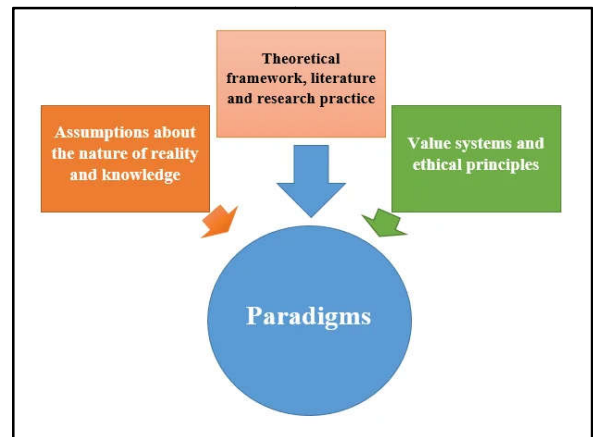 Theoretical
framework, literature
and research practice
Assumptions about
the nature of reality
and knowledge
Value systems and
ethical principles
Paradigms